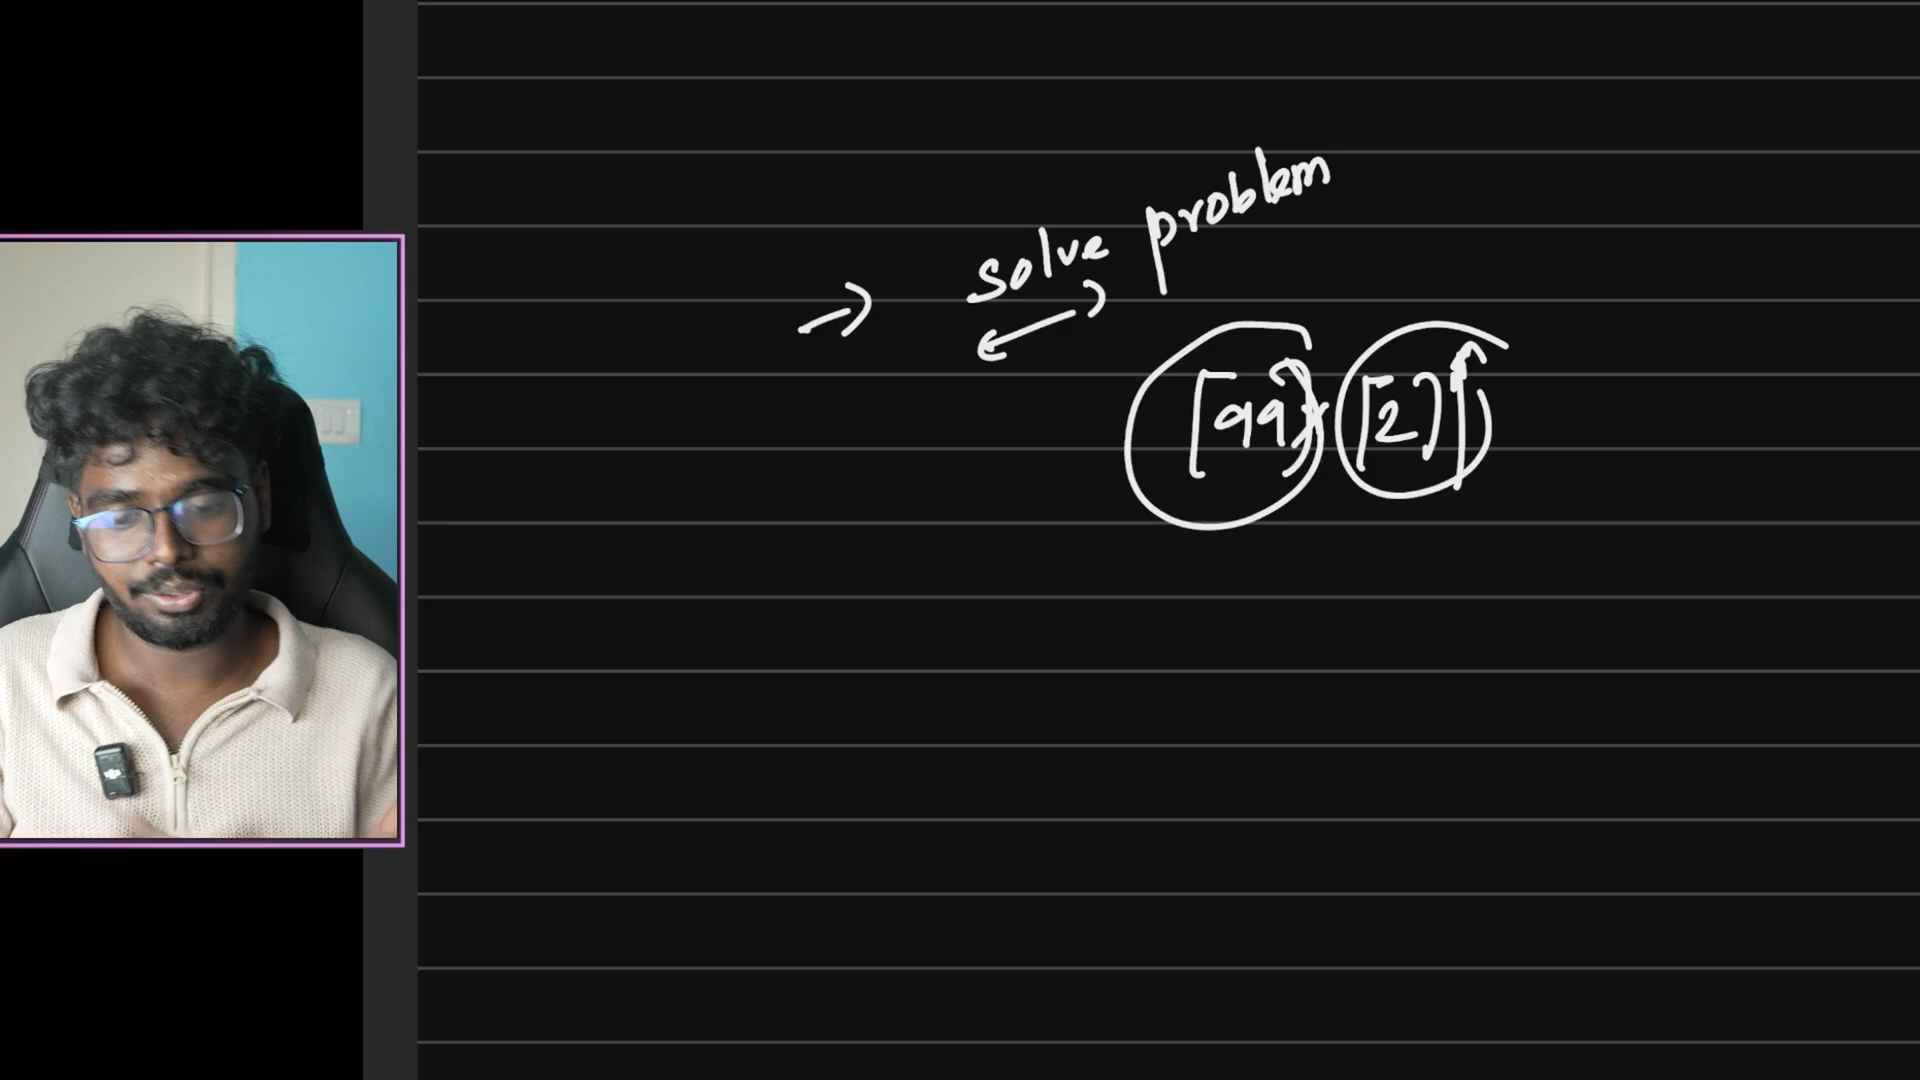 → solve problem
[99] [2]